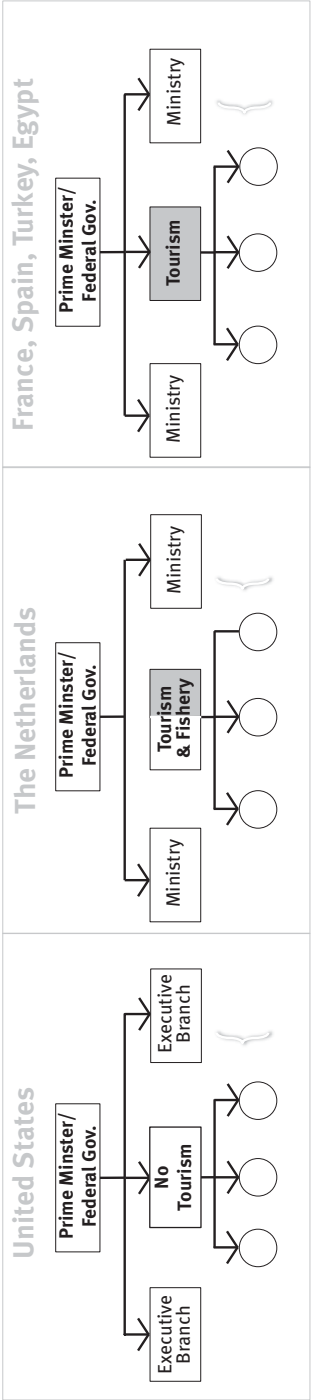 United States
Prime Minster/
Federal Gov.
Executive
Branch
No
Tourism
Executive
Branch
The Netherlands
Prime Minster/
Federal Gov.
Ministry
Tourism
& Fishery
Ministry
France, Spain, Turkey, Egypt
Prime Minster/
Federal Gov.
Ministry
Tourism
Ministry